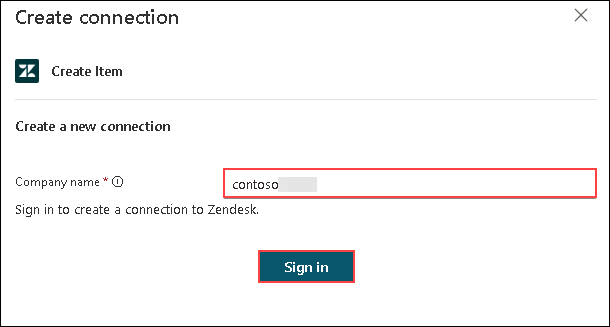 Create connection
Create Item
Create a new connection
Company name *
contoso
Sign in to create a connection to Zendesk.
Sign in